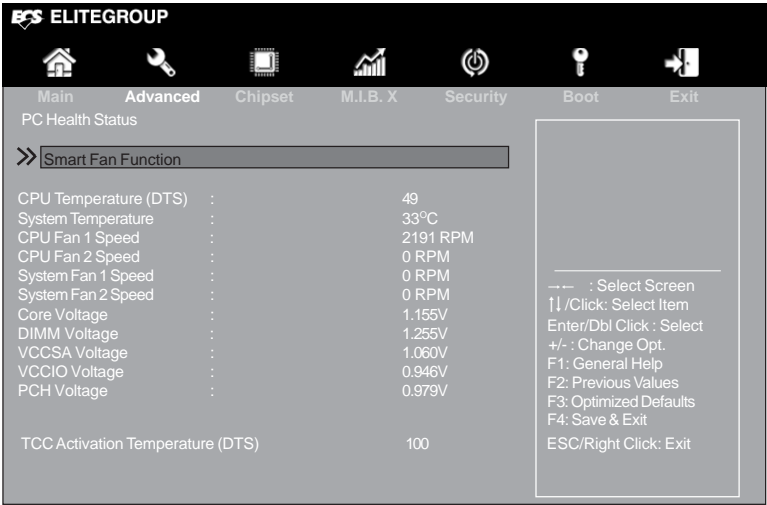 ECS ELITEGROUP
Main Advanced Chipset M.I.B. X Security Boot Exit
PC Health Status
Smart Fan Function
CPU Temperature (DTS) : 49
System Temperature : 33°C
CPU Fan 1 Speed : 2191 RPM
CPU Fan 2 Speed : 0 RPM
System Fan 1 Speed : 0 RPM
System Fan 2 Speed : 0 RPM
Core Voltage : 1.155V
DIMM Voltage : 1.255V
VCCSA Voltage : 1.060V
VCCIO Voltage : 0.946V
PCH Voltage : 0.979V
TCC Activation Temperature (DTS) 100
→← : Select Screen
↑↓/Click: Select Item
Enter/Dbl Click : Select
+/- : Change Opt.
F1: General Help
F2: Previous Values
F3: Optimized Defaults
F4: Save & Exit
ESC/Right Click: Exit